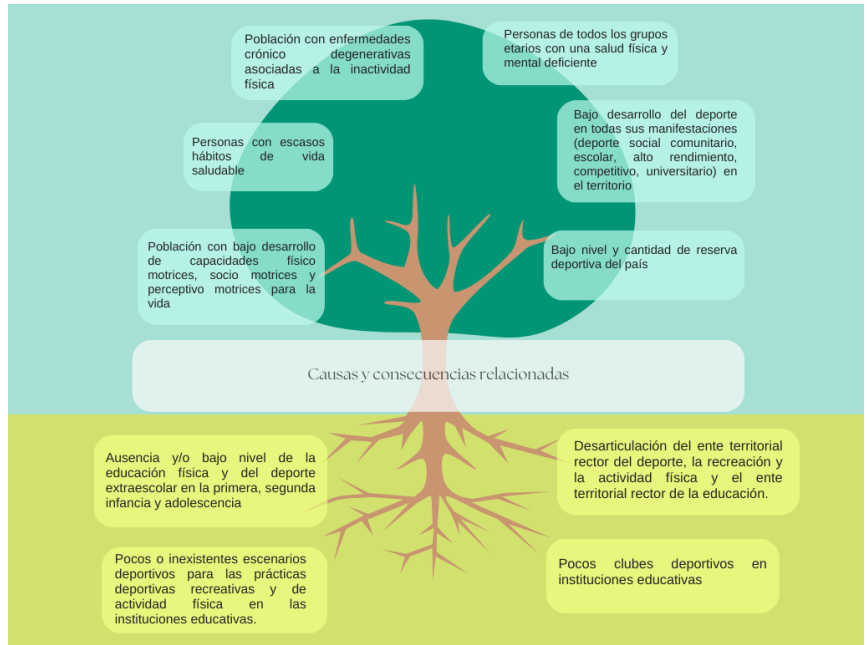 Población con enfermedades
crónico degenerativas
asociadas a la inactividad
física
Personas de todos los grupos
etarios con una salud física y
mental deficiente
Personas con escasos
hábitos de vida
saludable
Bajo desarrollo del deporte
en todas sus manifestaciones
(deporte social comunitario,
escolar, alto rendimiento,
competitivo, universitario) en
el territorio
Población con bajo desarrollo
de capacidades físico
motrices, socio motrices y
perceptivo motrices para la
vida
Bajo nivel y cantidad de reserva
deportiva del país
Causas y consecuencias relacionadas
Ausencia y/o bajo nivel de la
educación física y del deporte
extraescolar en la primera, segunda
infancia y adolescencia
Desarticulación del ente territorial
rector del deporte, la recreación y
la actividad física y el ente
territorial rector de la educación.
Pocos o inexistentes escenarios
deportivos para las prácticas
deportivas recreativas y de
actividad física en las
instituciones educativas.
Pocos clubes deportivos en
instituciones educativas